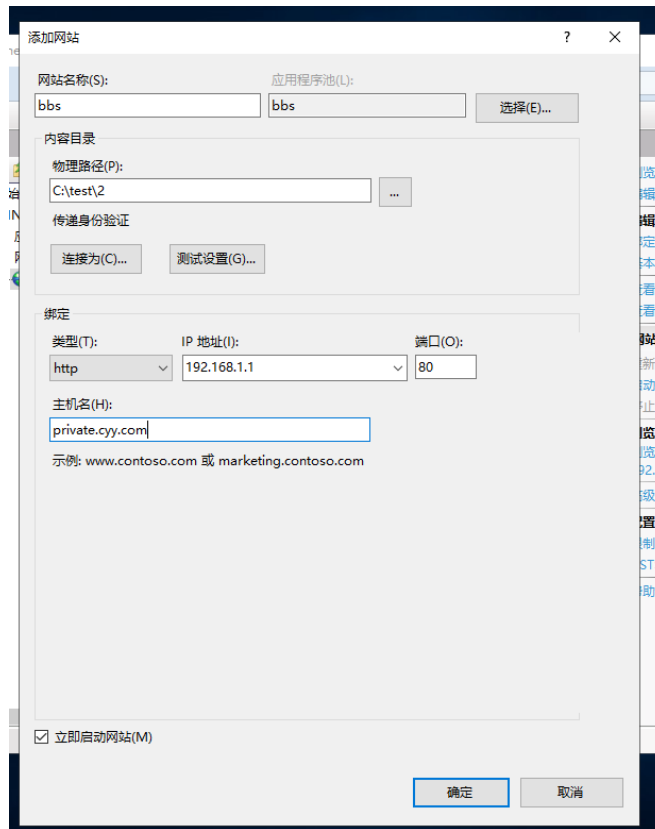 添加网站
?
网站名称(S): 应用程序池(L):
bbs bbs 选择(E)...
内容目录
物理路径(P):
C:\test\2 ...
传递身份验证
连接为(C)... 测试设置(G)...
绑定
类型(T): IP 地址(I): 端口(O):
http 192.168.1.1 80
主机名(H):
private.cyy.com
示例: www.contoso.com 或 marketing.contoso.com
立即启动网站(M)
确定 取消